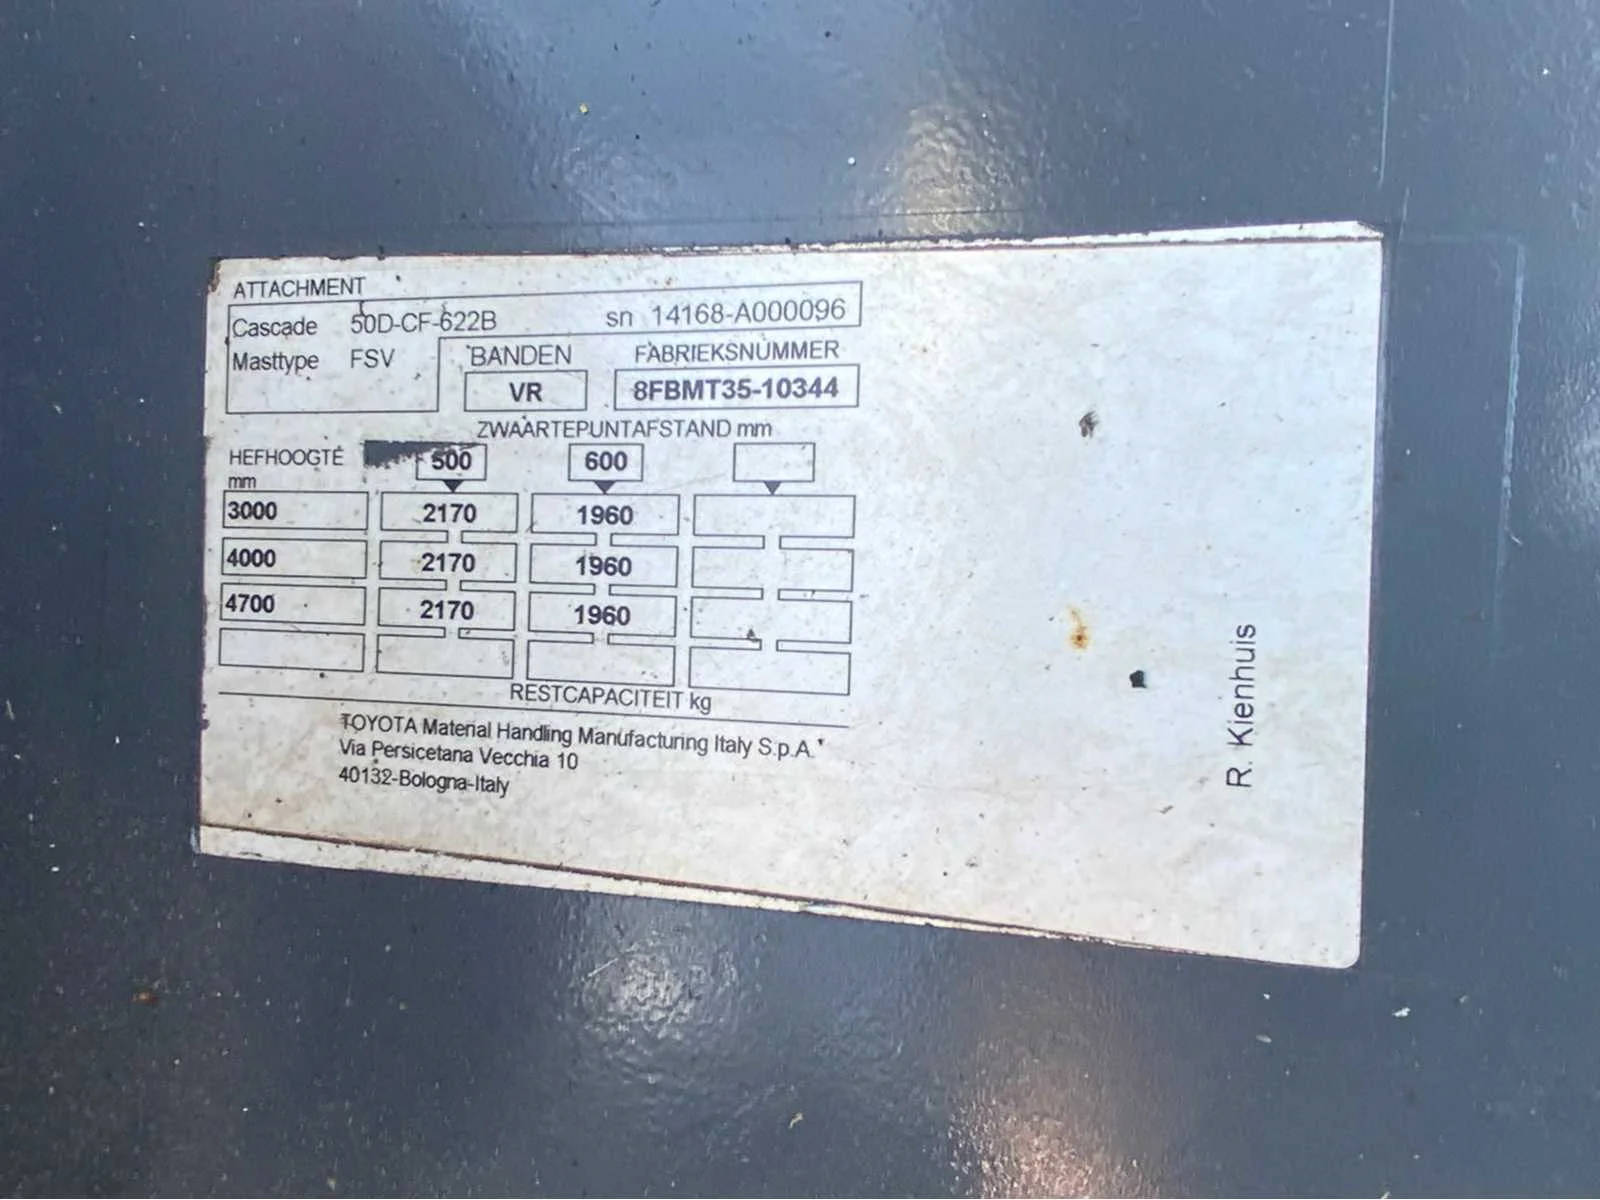 ATTACHMENT
Cascade 50D-CF-622B sn 14168-A000096
Masttype FSV
BANDEN FABRIEKSNUMMER
VR 8FBMT35-10344
ZWAARTEPUNTAFSTAND mm
HEFHOOGTE 500 600
mm
3000 2170 1960
4000 2170 1960
4700 2170 1960
RESTCAPACITEIT kg
TOYOTA Material Handling Manufacturing Italy S.p.A.
Via Persicetana Vecchia 10
40132-Bologna-Italy
R. Kienhuis